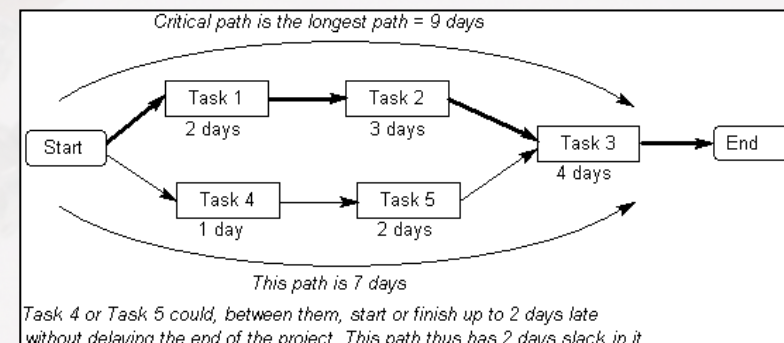 Critical path is the longest path = 9 days
Task 1
Task 2
2 days
3 days
Start
Task 3
End
4 days
Task 4
Task 5
1 day
2 days
This path is 7 days
Task 4 or Task 5 could, between them, start or finish up to 2 days late
without delaying the end of the project. This path thus has 2 days slack in it